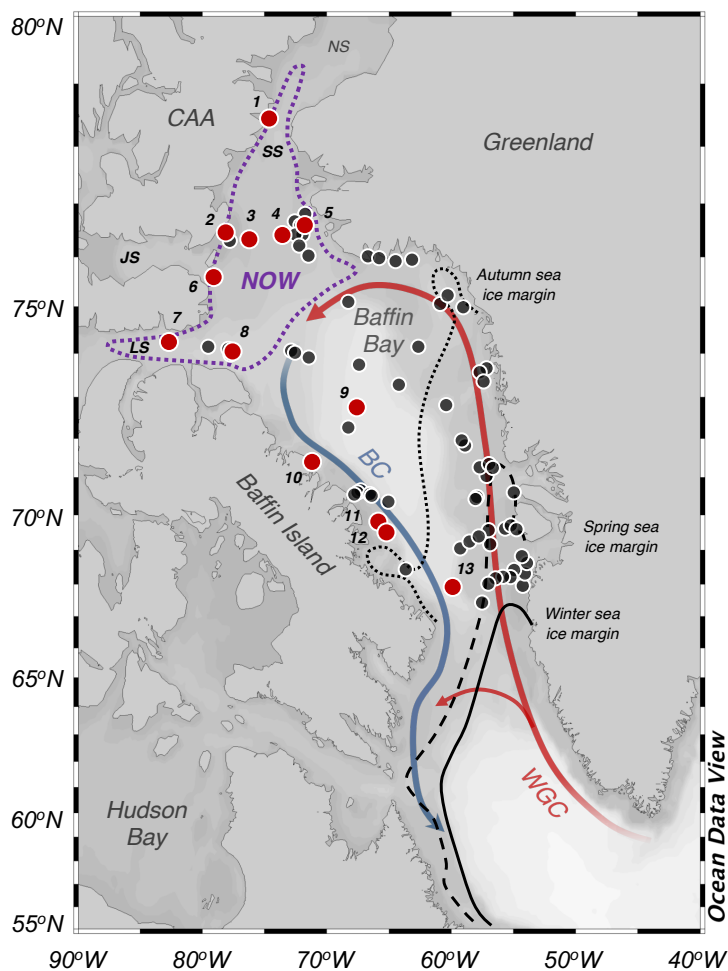 80°N
NS
1
CAA
SS
Greenland
2
3
4
5
JS
NOW
6
Autumn sea
ice margin
75°N
7
8
LS
Baffin
Bay
9
BC
10
Baffin Island
11
70°N
12
13
Spring sea
ice margin
Winter sea
ice margin
65°N
WGC
60°N
Hudson
Bay
55°N
90°W
80°W
70°W
60°W
50°W
40°W
Ocean Data View